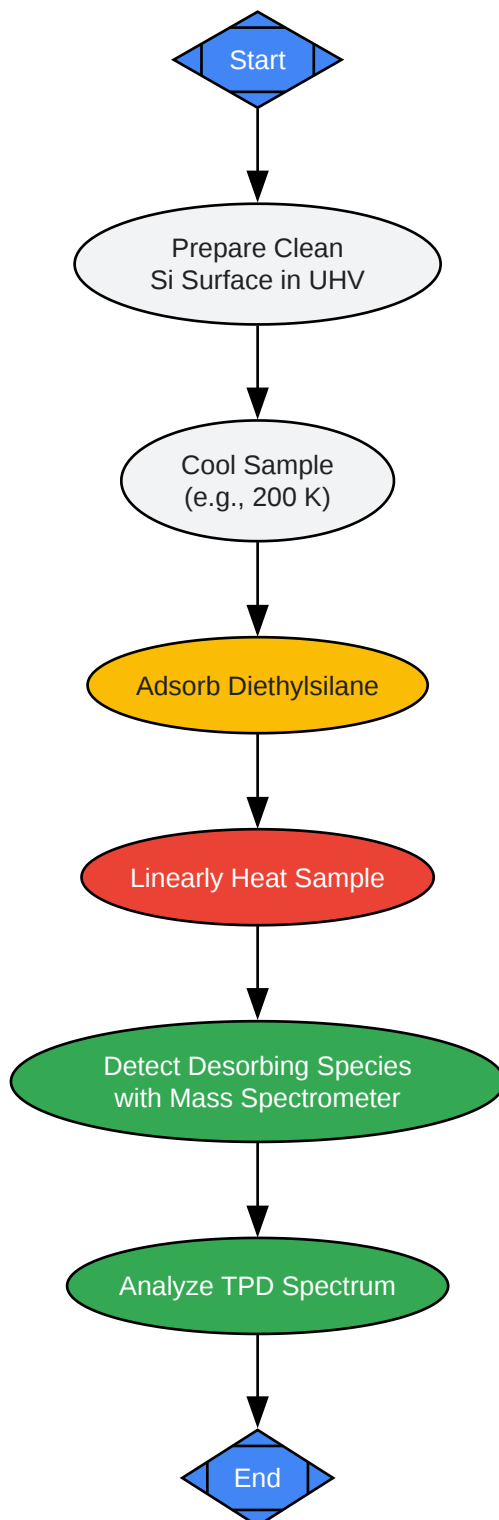 Start
Prepare Clean
Si Surface in UHV
Cool Sample
(e.g., 200 K)
Adsorb Diethylsilane
Linearly Heat Sample
Detect Desorbing Species
with Mass Spectrometer
Analyze TPD Spectrum
End